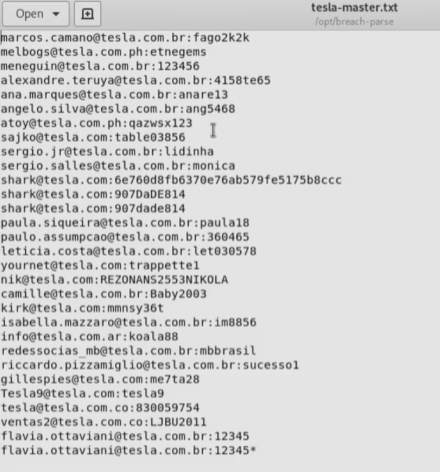 Open
tesla-master.txt
/opt/breach-parse
marcos.camano@tesla.com.br:fago2k2k
melbogs@tesla.com.ph:etnegems
meneguin@tesla.com.br:123456
alexandre.teruya@tesla.com.br:4158te65
ana.marques@tesla.com.br:anare13
angelo.silva@tesla.com.br:ang5468
atoy@tesla.com.ph:qazwsx123
sajko@tesla.com:table03856
sergio.jr@tesla.com.br:lidinha
sergio.salles@tesla.com.br:monica
shark@tesla.com:6e760d8fb6370e76ab579fe5175b8ccc
shark@tesla.com:907DaDE814
shark@tesla.com:907dade814
paula.siqueira@tesla.com.br:paula18
paulo.assumpcao@tesla.com.br:360465
leticia.costa@tesla.com.br:let030578
yournet@tesla.com:trappette1
nik@tesla.com:REZONANS2553NIKOLA
camille@tesla.com.br:Baby2003
kirk@tesla.com:mmnsy36t
isabella.mazzaro@tesla.com.br:im8856
info@tesla.com.ar:koala88
redessocias_mb@tesla.com.br:mbbrasil
riccardo.pizzamiglio@tesla.com.br:sucesso1
gillespies@tesla.com:me7ta28
Tesla9@tesla.com:tesla9
tesla@tesla.com.co:830059754
ventas2@tesla.com.co:LJBU2011
flavia.ottaviani@tesla.com.br:12345
flavia.ottaviani@tesla.com.br:12345*